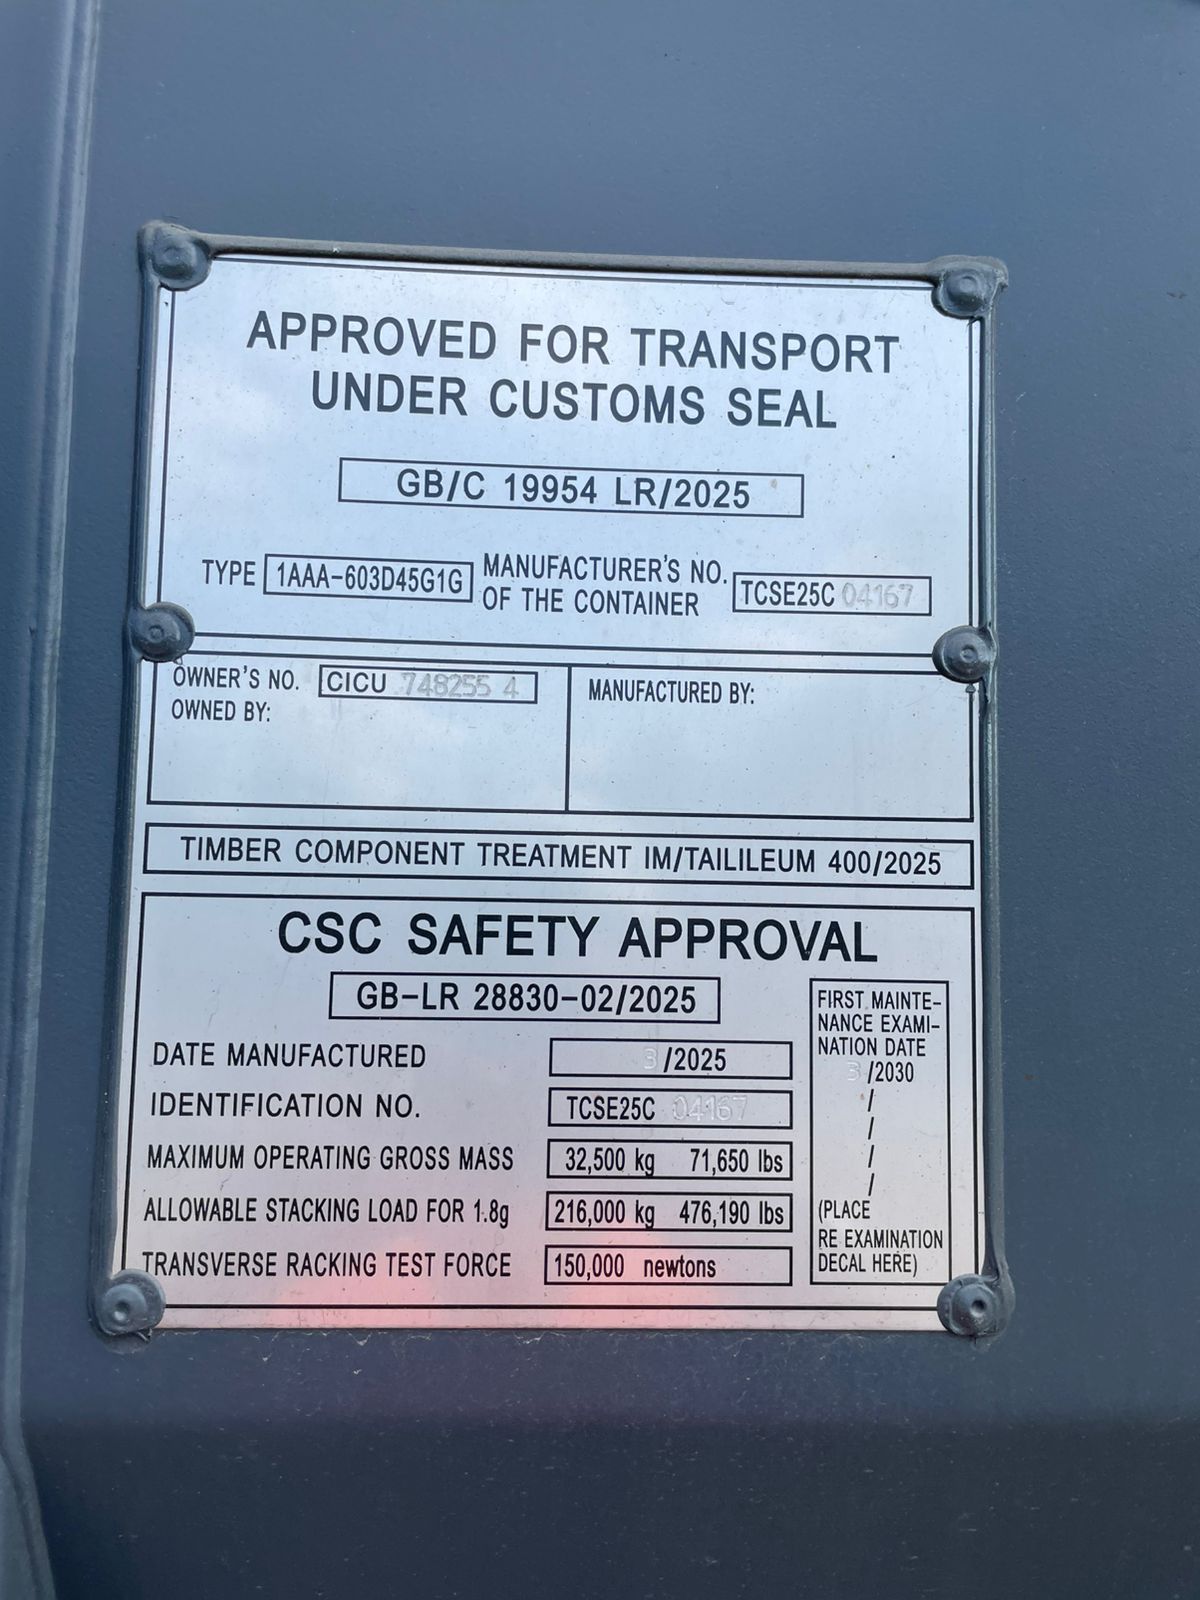 APPROVED FOR TRANSPORT
UNDER CUSTOMS SEAL
GB/C 19954 LR/2025
TYPE 1AAA-603D45G1G MANUFACTURER'S NO. OF THE CONTAINER TCSE25C 04167
OWNER'S NO. CICU 748255 4
OWNED BY:
MANUFACTURED BY:
TIMBER COMPONENT TREATMENT IM/TAILILEUM 400/2025
CSC SAFETY APPROVAL
GB-LR 28830-02/2025
DATE MANUFACTURED 3/2025
IDENTIFICATION NO. TCSE25C 04167
MAXIMUM OPERATING GROSS MASS 32,500 kg 71,650 lbs
ALLOWABLE STACKING LOAD FOR 1.8g 216,000 kg 476,190 lbs
TRANSVERSE RACKING TEST FORCE 150,000 newtons
FIRST MAINTE-
NANCE EXAMI-
NATION DATE
3/2030
/
/
/
/
(PLACE
RE EXAMINATION
DECAL HERE)